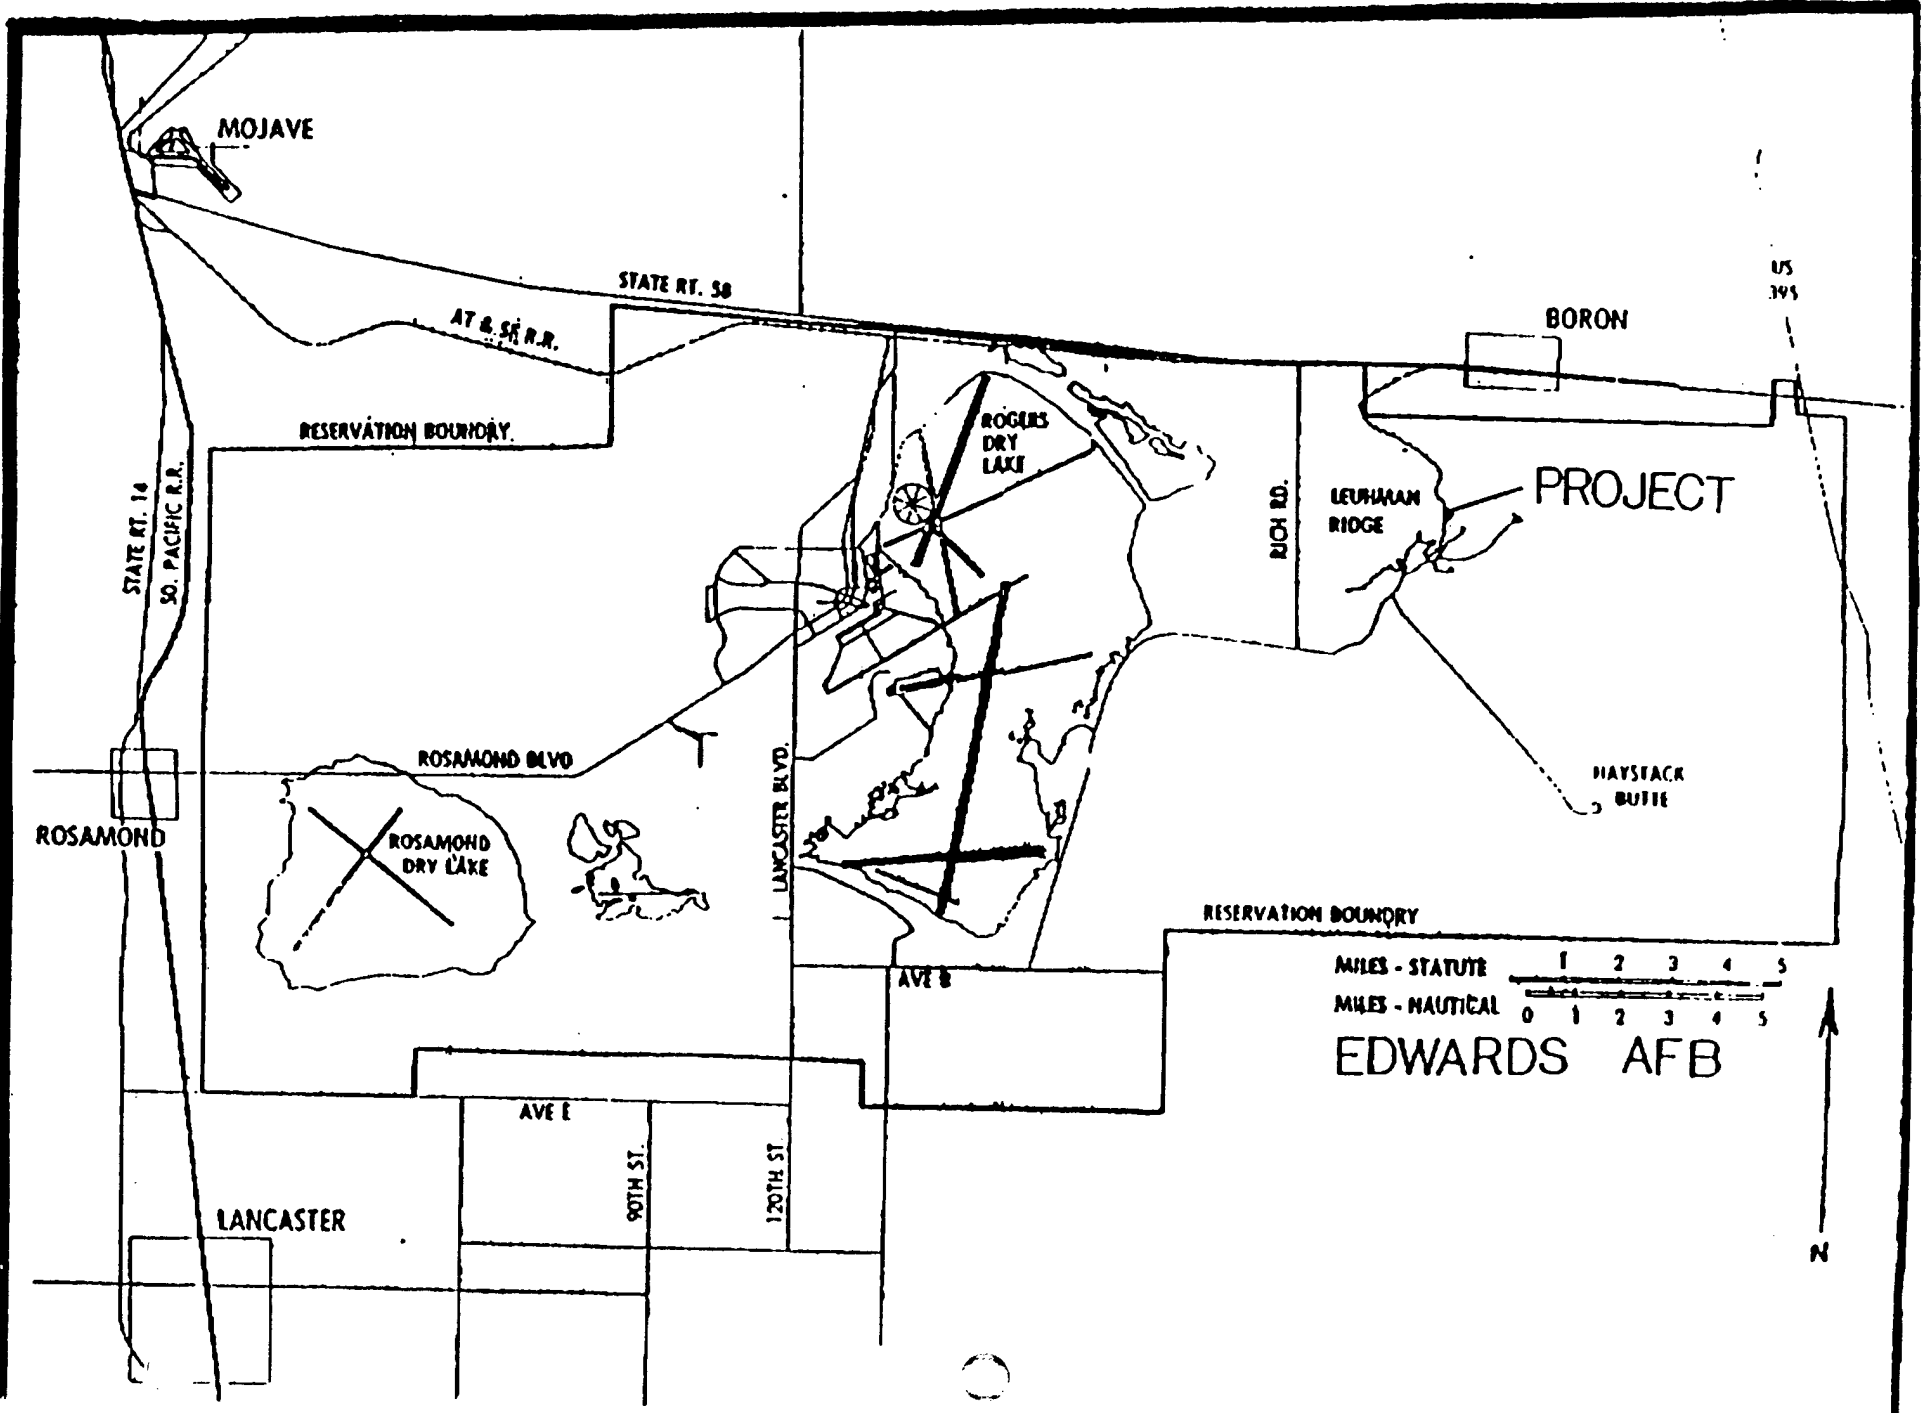 MOJAVE
STATE RT. 58
AT & SF R.R.
US
395
BORON
RESERVATION BOUNDRY
ROGERS
DRY
LAKE
STATE RT. 14
SO. PACIFIC R.R.
RICH RD.
LEUHMAN
RIDGE
PROJECT
ROSAMOND BLVD
LANCASTER BLVD.
HAYSTACK
BUTTE
ROSAMOND
ROSAMOND
DRY LAKE
RESERVATION BOUNDRY
AVE B
MILES - STATUTE 1 2 3 4 5
MILES - NAUTICAL 0 1 2 3 4 5
EDWARDS AFB
AVE E
90TH ST.
120TH ST.
LANCASTER
N